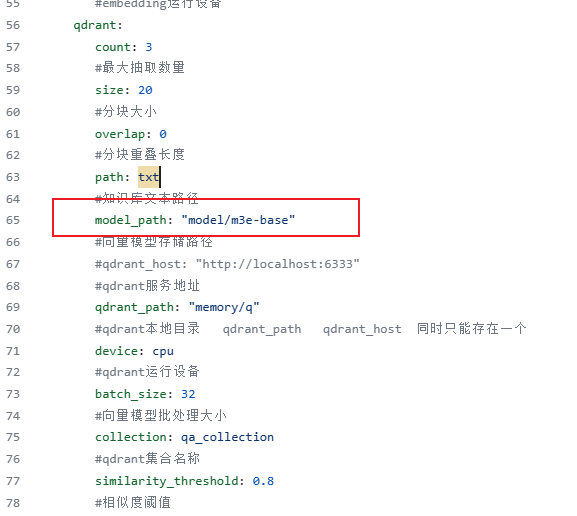 55 #embedding运行设备
56 qdrant:
57 count: 3
58 #最大抽取数量
59 size: 20
60 #分块大小
61 overlap: 0
62 #分块重叠长度
63 path: txt
64 #知识库文本路径
65 model_path: "model/m3e-base"
66 #向量模型存储路径
67 #qdrant_host: "http://localhost:6333"
68 #qdrant服务地址
69 qdrant_path: "memory/q"
70 #qdrant本地目录 qdrant_path qdrant_host 同时只能存在一个
71 device: cpu
72 #qdrant运行设备
73 batch_size: 32
74 #向量模型批处理大小
75 collection: qa_collection
76 #qdrant集合名称
77 similarity_threshold: 0.8
78 #相似度阈值